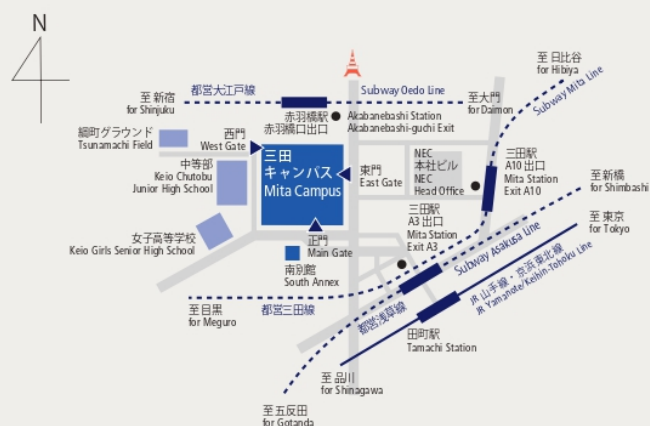 N
至 日比谷
for Hibiya
都営大江戸線
Subway Oedo Line
Subway Mita Line
至 新宿
for Shinjuku
至大門
for Daimon
赤羽橋駅
赤羽橋口出口
Akabanebashi Station
Akabanebashi-guchi Exit
綱町グラウンド
Tsunamachi Field
西門
West Gate
三田
キャンパス
Mita Campus
東門
East Gate
NEC
本社ビル
NEC
Head Office
三田駅
A10 出口
Mita Station
Exit A10
至 新橋
for Shimbashi
中等部
Keio Chutobu
Junior High School
三田駅
A3 出口
Mita Station
Exit A3
至 東京
for Tokyo
女子高等学校
Keio Girls Senior High School
正門
Main Gate
南別館
South Annex
Subway Asakusa Line
JR 山手線・京浜東北線
JR Yamanote/Keihin-Tohoku Line
至目黒
for Meguro
都営三田線
都営浅草線
田町駅
Tamachi Station
至 品川
for Shinagawa
至 五反田
for Gotanda